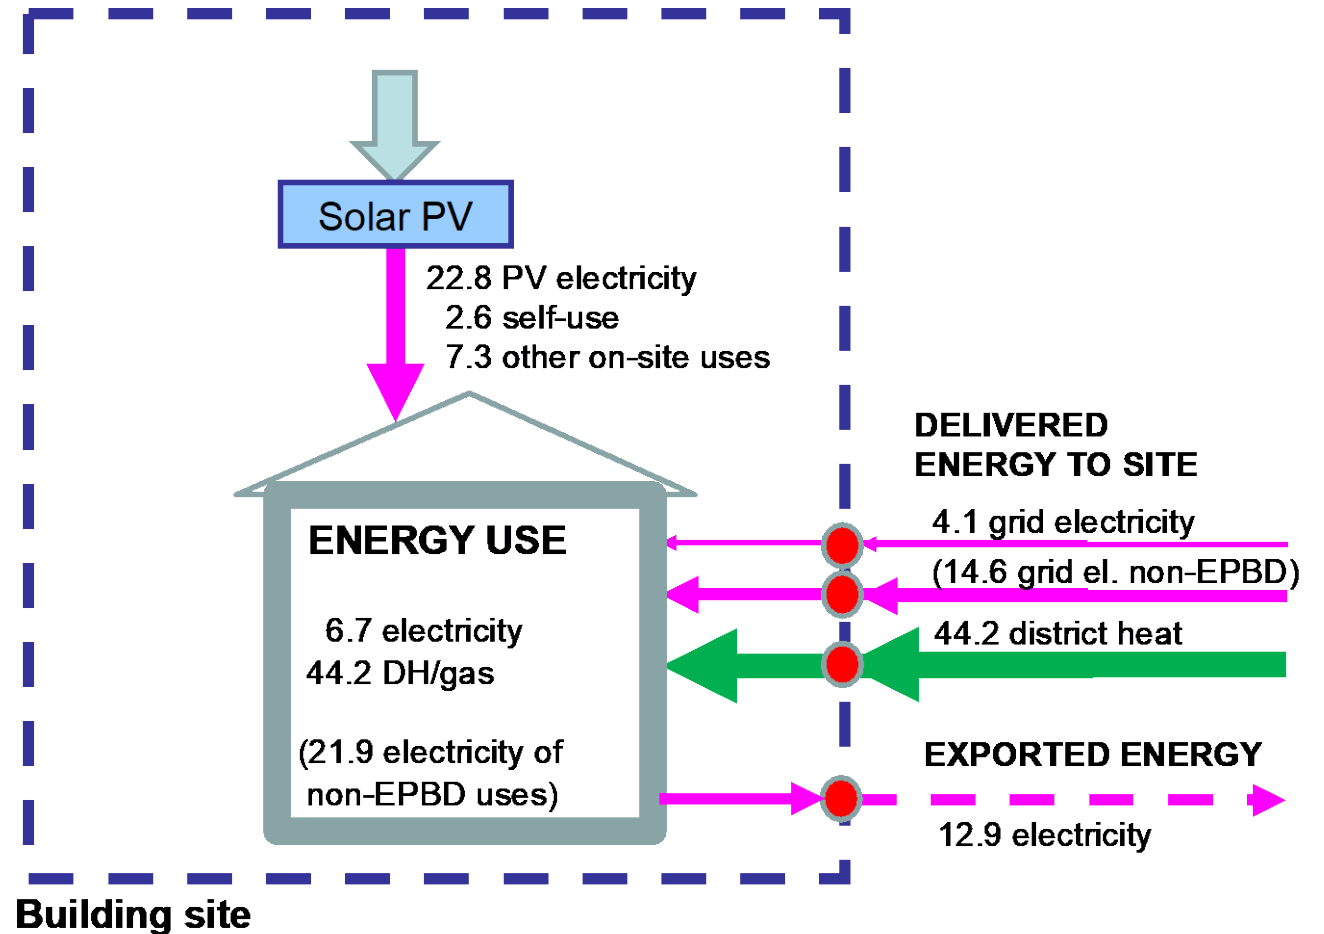 Solar PV
22.8 PV electricity
2.6 self-use
7.3 other on-site uses
DELIVERED
ENERGY TO SITE
4.1 grid electricity
(14.6 grid el. non-EPBD)
44.2 district heat
ENERGY USE
6.7 electricity
44.2 DH/gas
(21.9 electricity of
non-EPBD uses)
EXPORTED ENERGY
12.9 electricity
Building site